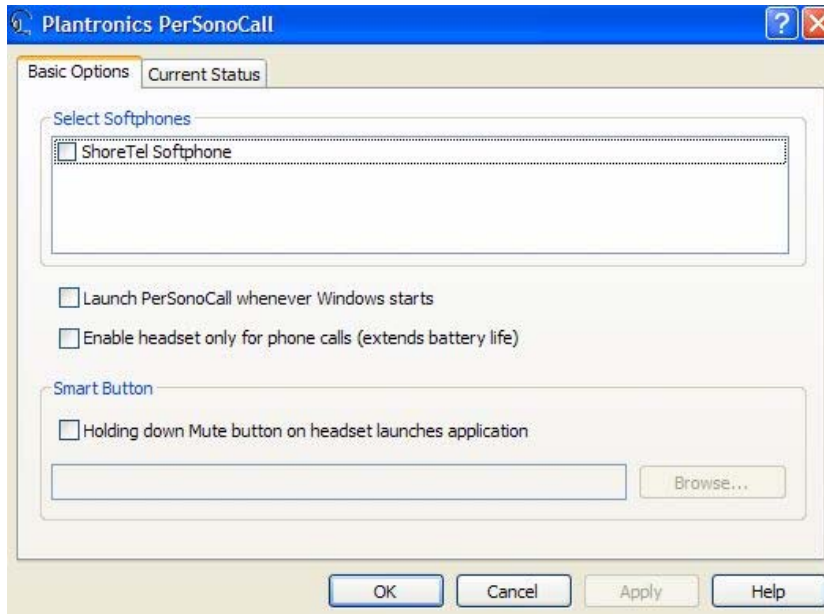 Plantronics PerSonoCall
Basic Options
Current Status
Select Softphones
ShoreTel Softphone
Launch PerSonoCall whenever Windows starts
Enable headset only for phone calls (extends battery life)
Smart Button
Holding down Mute button on headset launches application
Browse...
OK
Cancel
Apply
Help